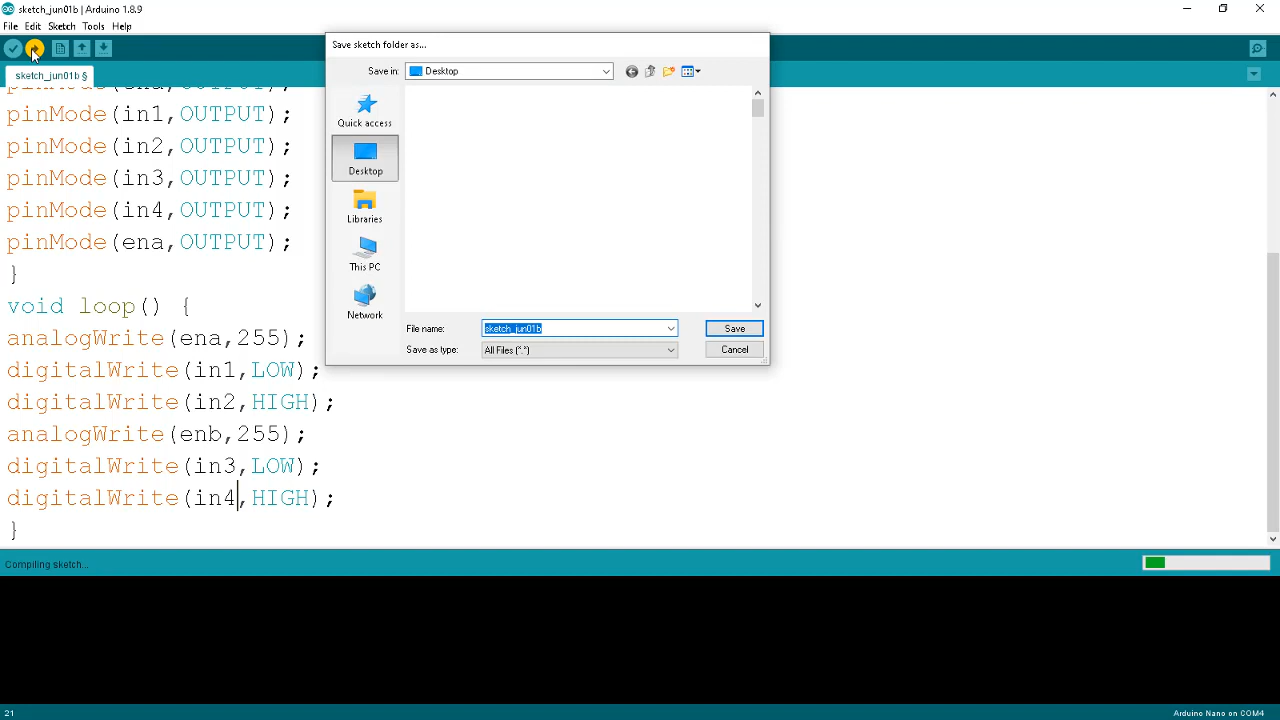 sketch_jun01b | Arduino 1.8.9
File Edit Sketch Tools Help
sketch_jun01b §
pinMode(ena,OUTPUT);
pinMode(in1,OUTPUT);
pinMode(in2,OUTPUT);
pinMode(in3,OUTPUT);
pinMode(in4,OUTPUT);
pinMode(ena,OUTPUT);
}
void loop() {
analogWrite(ena,255);
digitalWrite(in1,LOW);
digitalWrite(in2,HIGH);
analogWrite(enb,255);
digitalWrite(in3,LOW);
digitalWrite(in4,HIGH);
}
Save sketch folder as...
Save in: Desktop
Quick access
Desktop
Libraries
This PC
Network
File name: sketch_jun01b Save
Save as type: All Files (*.*) Cancel
Compiling sketch...
21 Arduino Nano on COM4